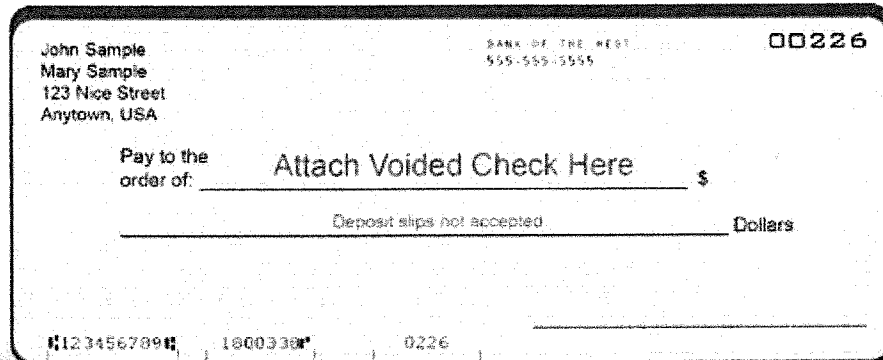 John Sample
Mary Sample
123 Nice Street
Anytown, USA
BANK OF THE WEST
555-555-5555
00226
Pay to the
order of: Attach Voided Check Here $
Deposit slips not accepted Dollars
⑆123456789⑆ 1800338⑈ 0226